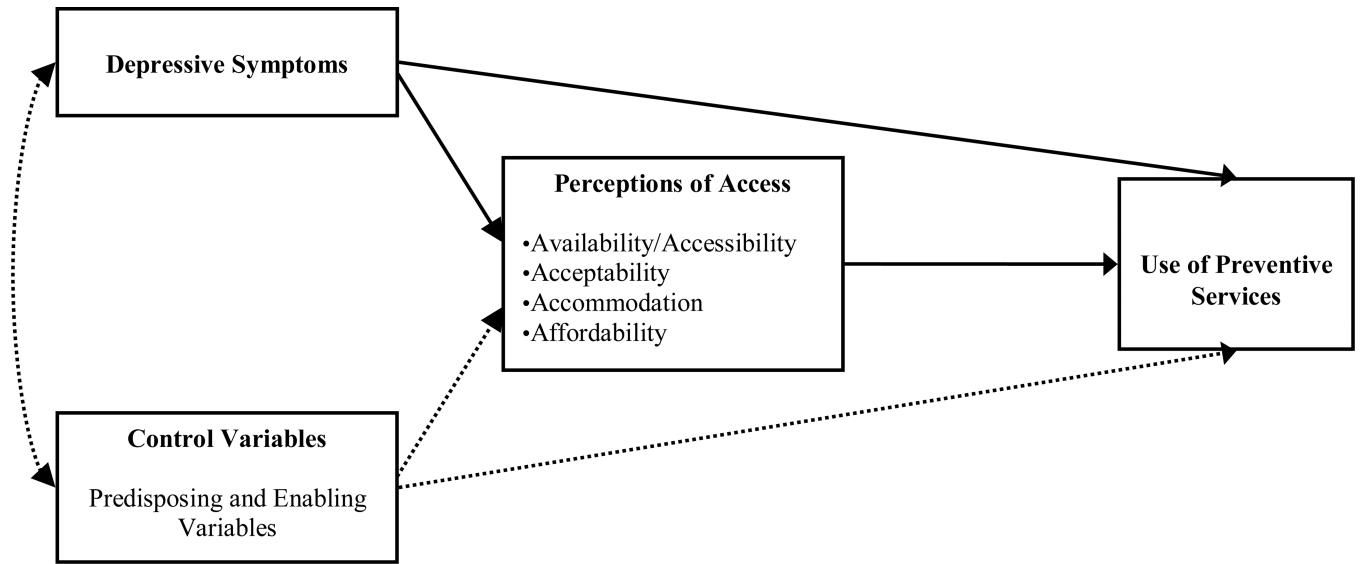 Depressive Symptoms
Perceptions of Access
•Availability/Accessibility
•Acceptability
•Accommodation
•Affordability
Use of Preventive
Services
Control Variables
Predisposing and Enabling
Variables